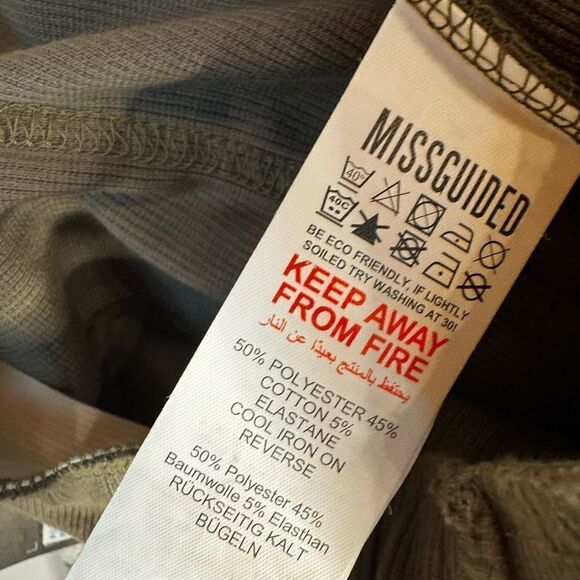 MISSGUIDED
40°
40C
BE ECO FRIENDLY, IF LIGHTLY
SOILED TRY WASHING AT 30!
KEEP AWAY
FROM FIRE
يحتفظ بالمنتج بعيدًا عن النار
50% POLYESTER 45%
COTTON 5%
ELASTANE
COOL IRON ON
REVERSE
50% Polyester 45%
Baumwolle 5% Elasthan
RÜCKSEITIG KALT
BÜGELN